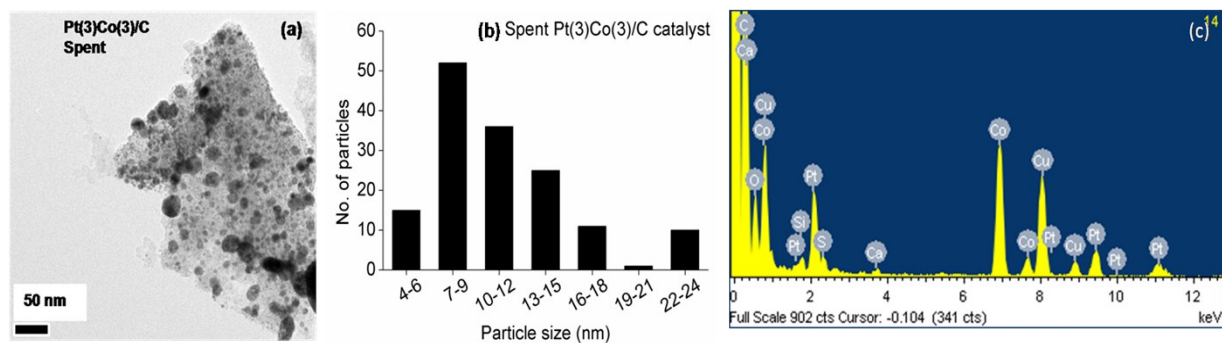 Pt(3)Co(3)/C
Spent
(a)
50 nm
(b) Spent Pt(3)Co(3)/C catalyst
No. of particles
60
50
40
30
20
10
0
4-6
7-9
10-12
13-15
16-18
19-21
22-24
Particle size (nm)
(c)
14
C
Ca
Cu
Co
O
Pt
Si
Pt
S
Ca
Co
Cu
Co
Pt
Cu
Pt
Pt
Pt
0 2 4 6 8 10 12
Full Scale 902 cts Cursor: -0.104 (341 cts)
keV